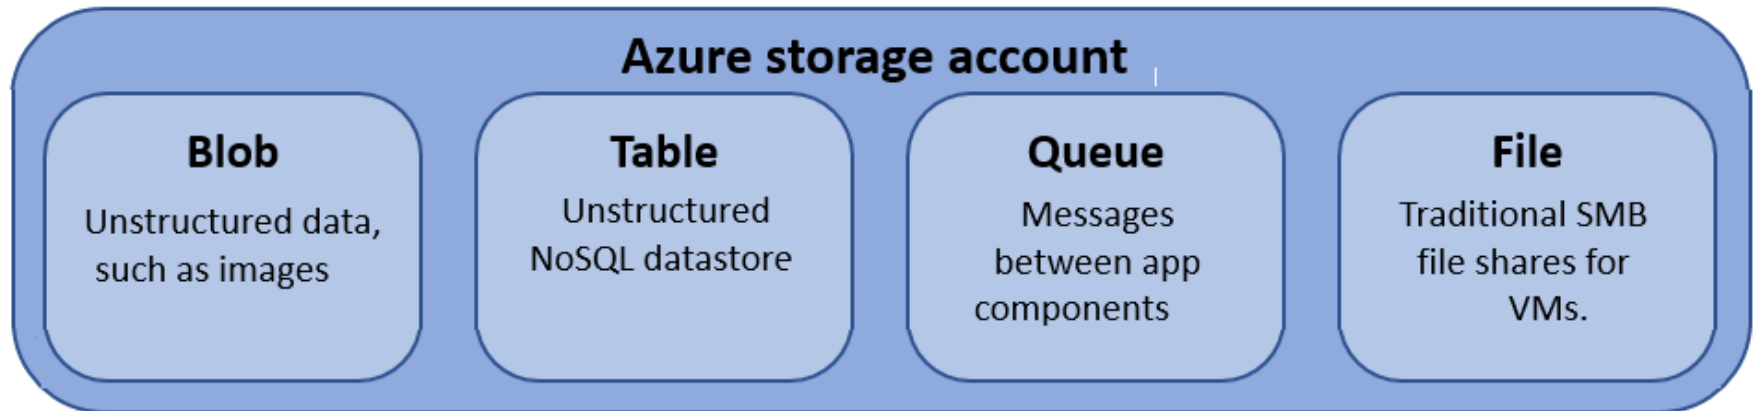 Azure storage account
Blob
Unstructured data,
such as images
Table
Unstructured
NoSQL datastore
Queue
Messages
between app
components
File
Traditional SMB
file shares for
VMs.